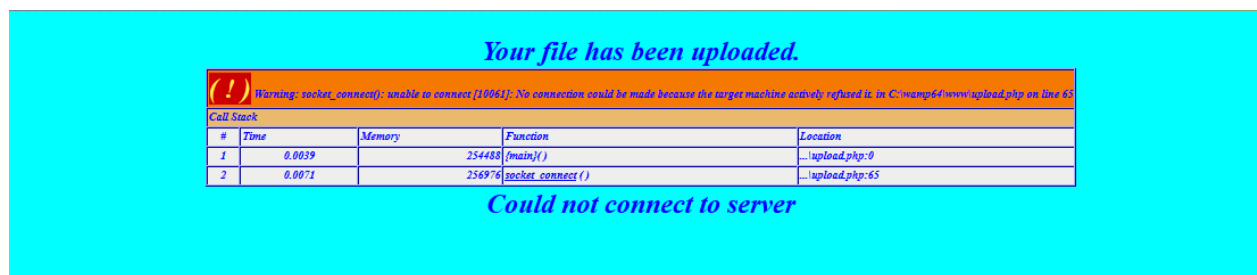 Your file has been uploaded.
( ! ) Warning: socket_connect(): unable to connect [10061]: No connection could be made because the target machine actively refused it. in C:\wamp64\www\upload.php on line 65
Call Stack
# Time Memory Function Location
1 0.0039 254488 {main}( ) ...\upload.php:0
2 0.0071 256976 socket_connect ( ) ...\upload.php:65
Could not connect to server